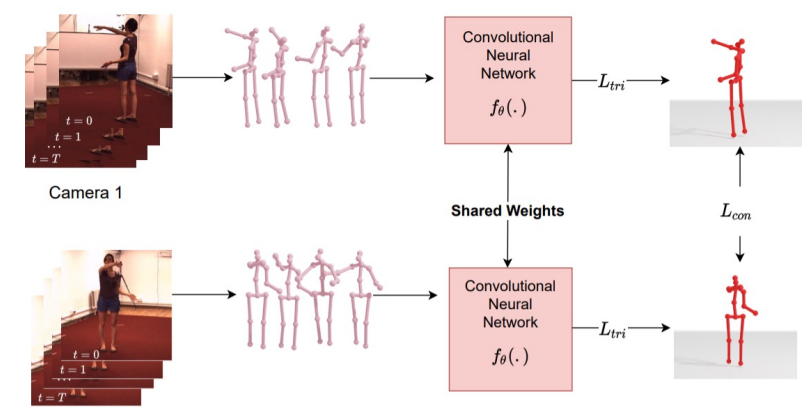 t = 0
t = 1
...
t = T
Camera 1
Convolutional
Neural
Network
fθ(.)
Ltri
Shared Weights
Lcon
t = 0
t = 1
...
t = T
Convolutional
Neural
Network
fθ(.)
Ltri